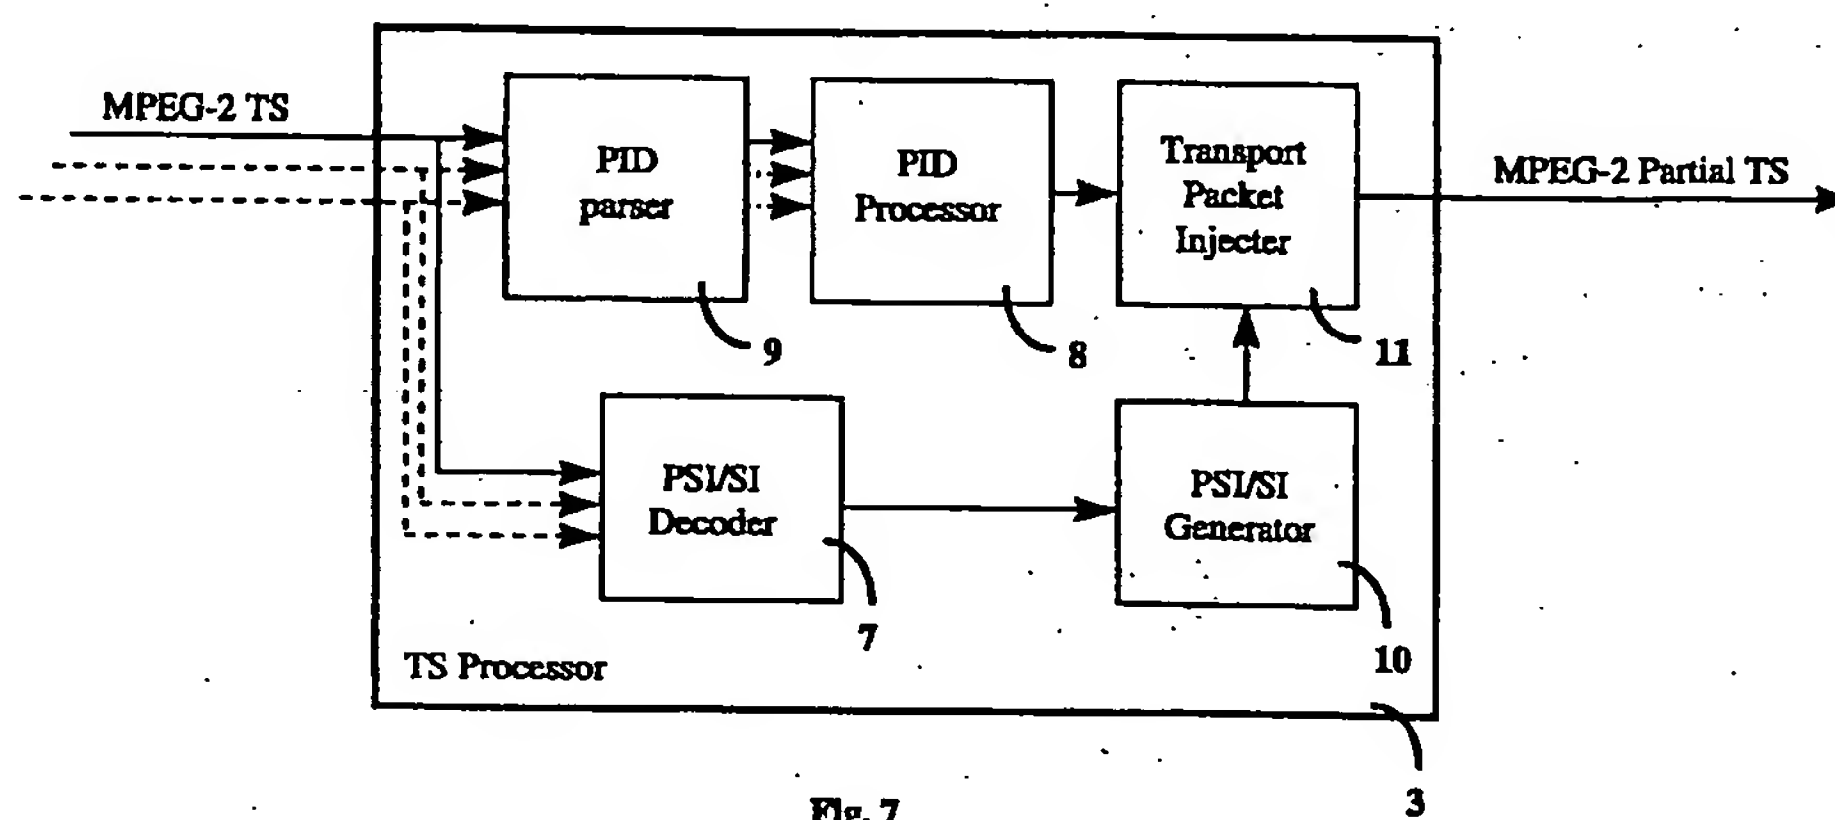 MPEG-2 TS
PID
parser
PID
Processor
Transport
Packet
Injecter
MPEG-2 Partial TS
9
8
11
PSI/SI
Decoder
PSI/SI
Generator
7
10
TS Processor
3
Fig. 7